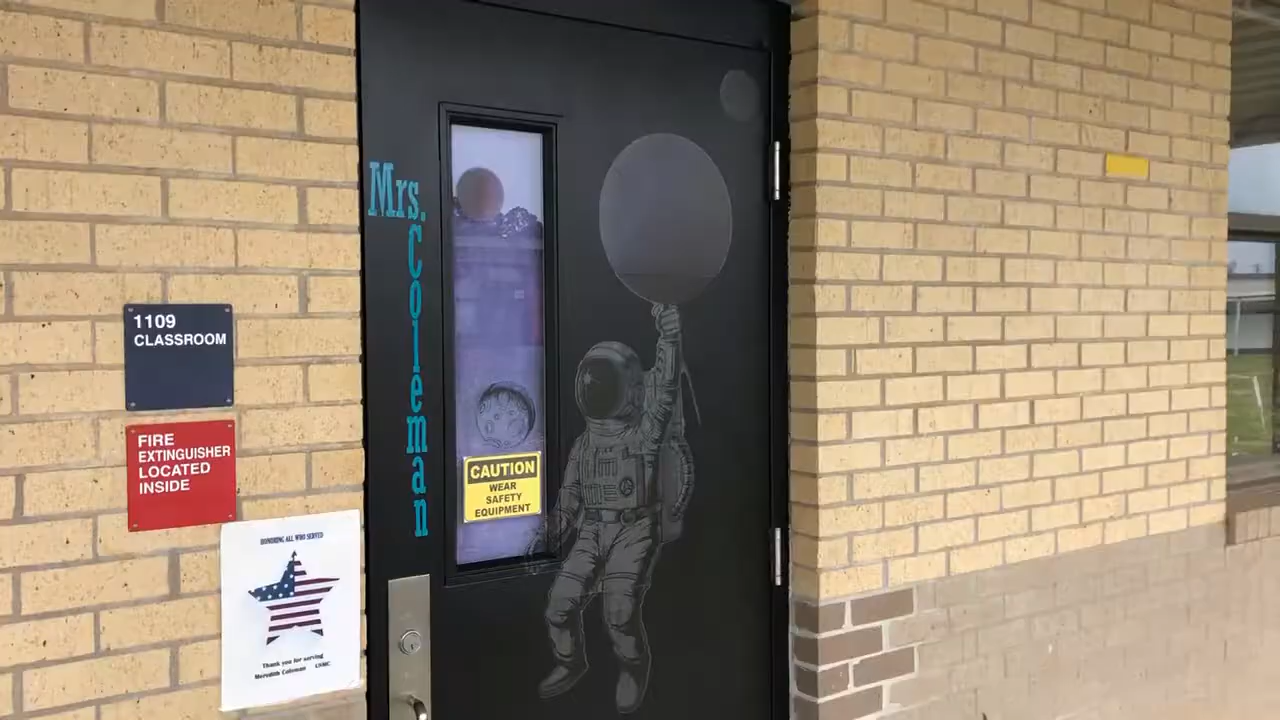 Mrs.
Coleman
1109
CLASSROOM
FIRE
EXTINGUISHER
LOCATED
INSIDE
CAUTION
WEAR
SAFETY
EQUIPMENT
HONORING ALL WHO SERVED
Thank you for serving
Meredith Coleman USMC